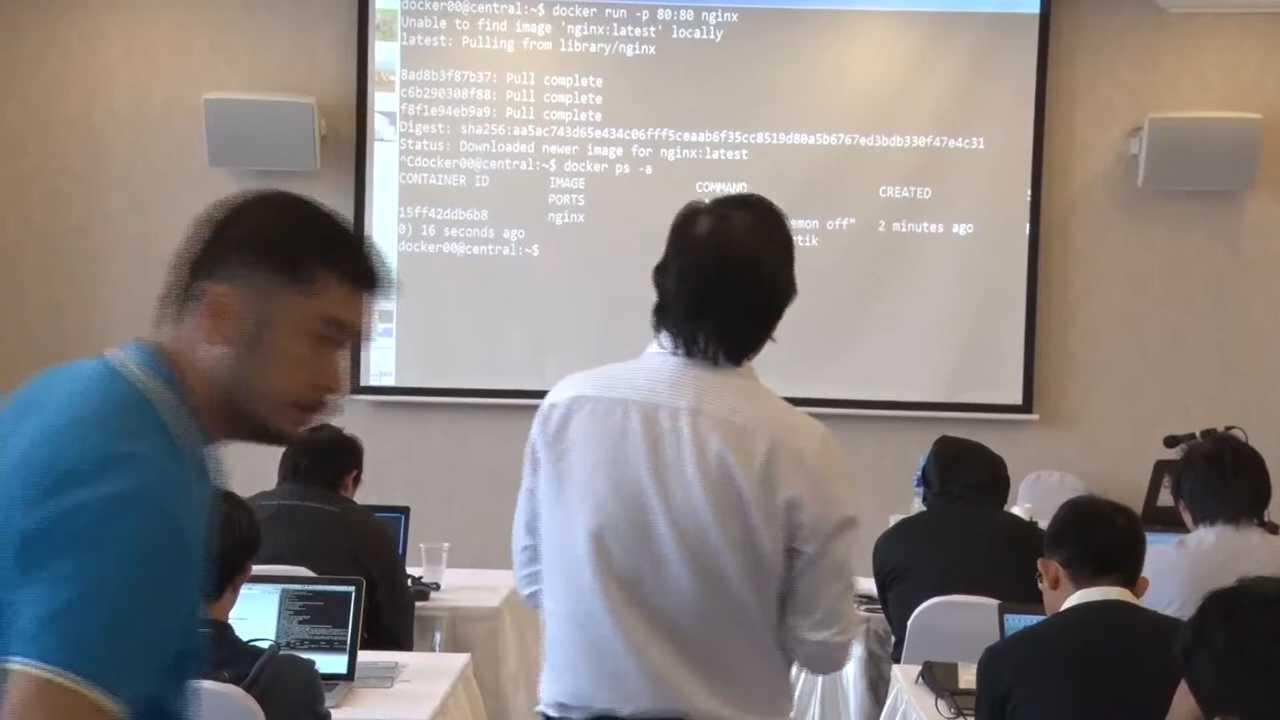 docker00@central:~$ docker run -p 80:80 nginx
Unable to find image 'nginx:latest' locally
latest: Pulling from library/nginx
8ad8b3f87b37: Pull complete
c6b290308f88: Pull complete
f8f1e94eb9a9: Pull complete
Digest: sha256:aa5ac743d65e434c06fff5ceaab6f35cc8519d80a5b6767ed3bdb330f47e4c31
Status: Downloaded newer image for nginx:latest
^Cdocker00@central:~$ docker ps -a
CONTAINER ID IMAGE COMMAND CREATED S
PORTS
15ff42ddb6b8 nginx emon off" 2 minutes ago
0) 16 seconds ago tik
docker00@central:~$